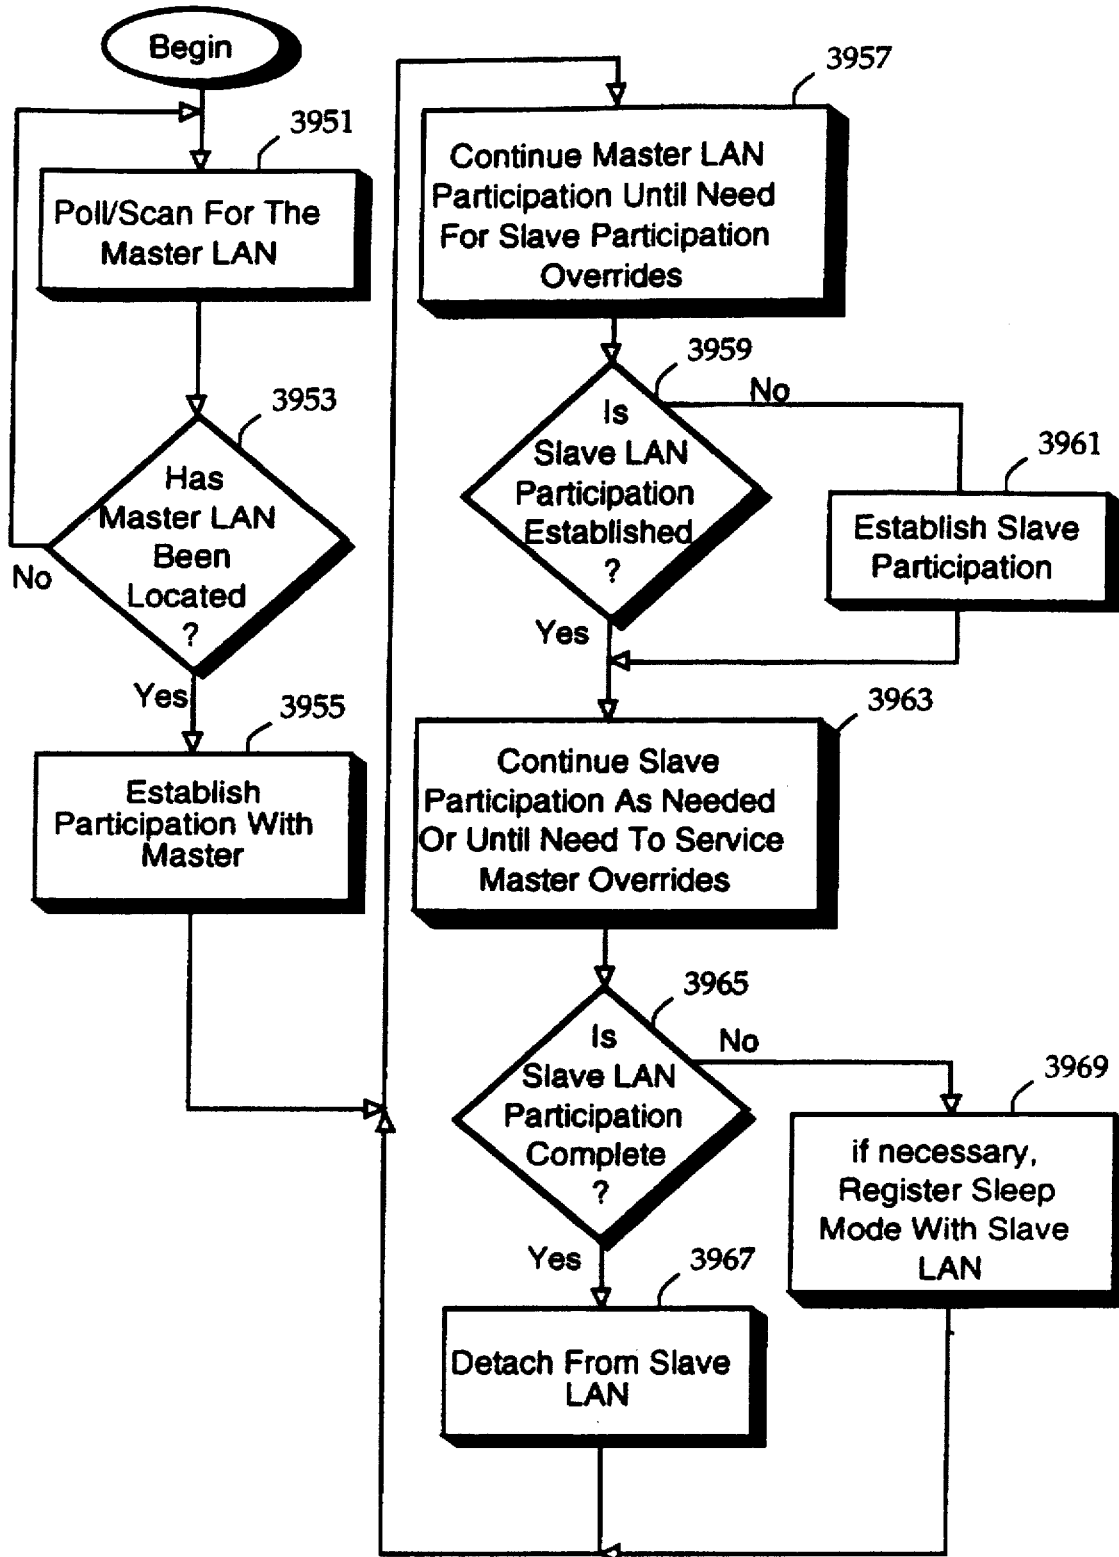 Begin
3951
Poll/Scan For The
Master LAN
3953
Has
Master LAN
Been
Located
?
No
Yes
3955
Establish
Participation With
Master
3957
Continue Master LAN
Participation Until Need
For Slave Participation
Overrides
3959
Is
Slave LAN
Participation
Established
?
No
3961
Establish Slave
Participation
Yes
3963
Continue Slave
Participation As Needed
Or Until Need To Service
Master Overrides
3965
Is
Slave LAN
Participation
Complete
?
No
3969
if necessary,
Register Sleep
Mode With Slave
LAN
Yes
3967
Detach From Slave
LAN